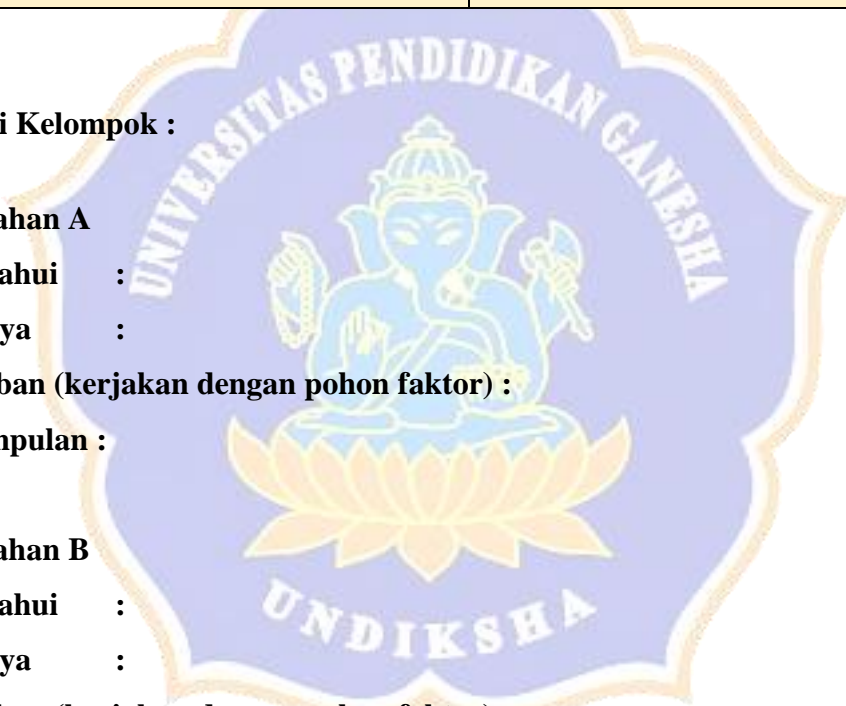 UNIVERSITAS PENDIDIKAN GANESHA
i Kelompok :
ahan A
ahui :
ya :
ban (kerjakan dengan pohon faktor) :
npulan :
ahan B
ahui :
ya :
UNDIKSHA